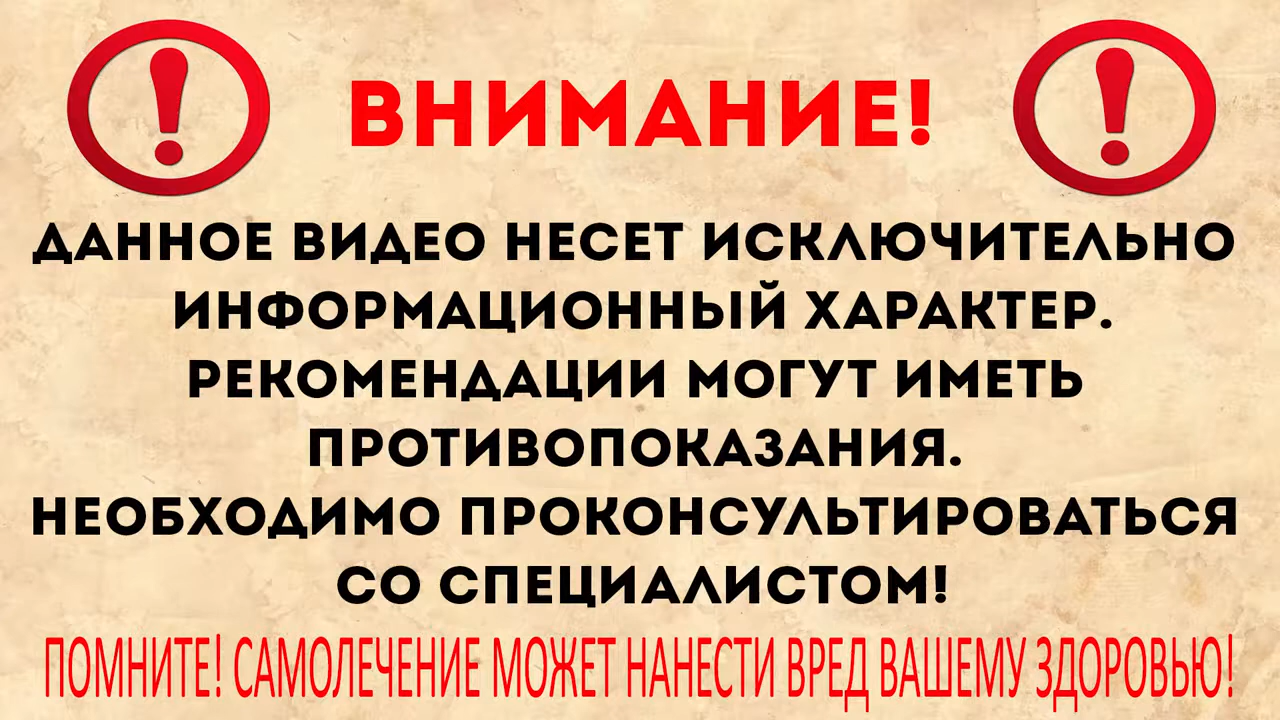 ВНИМАНИЕ!
ДАННОЕ ВИДЕО НЕСЕТ ИСКЛЮЧИТЕЛЬНО
ИНФОРМАЦИОННЫЙ ХАРАКТЕР.
РЕКОМЕНДАЦИИ МОГУТ ИМЕТЬ
ПРОТИВОПОКАЗАНИЯ.
НЕОБХОДИМО ПРОКОНСУЛЬТИРОВАТЬСЯ
СО СПЕЦИАЛИСТОМ!
ПОМНИТЕ! САМОЛЕЧЕНИЕ МОЖЕТ НАНЕСТИ ВРЕД ВАШЕМУ ЗДОРОВЬЮ!